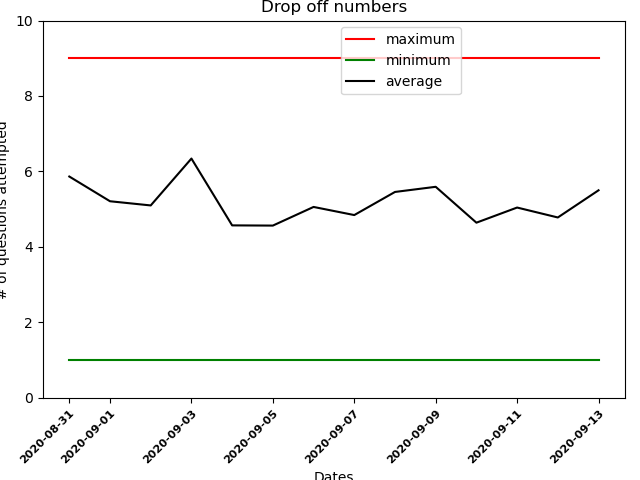 Drop off numbers
maximum
minimum
average
# of questions attempted
10
8
6
4
2
0
2020-08-31
2020-09-01
2020-09-03
2020-09-05
2020-09-07
2020-09-09
2020-09-11
2020-09-13
Dates